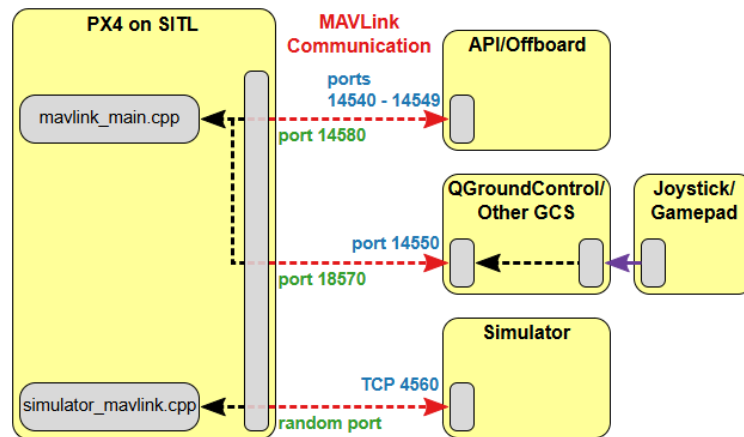 PX4 on SITL
MAVLink
Communication
API/Offboard
ports
14540 - 14549
mavlink_main.cpp
port 14580
QGroundControl/
Other GCS
Joystick/
Gamepad
port 14550
port 18570
Simulator
TCP 4560
simulator_mavlink.cpp
random port